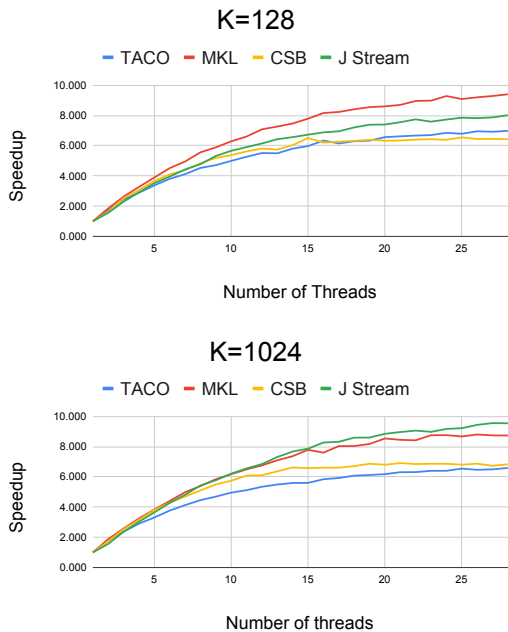 K=128
TACO MKL CSB J Stream
10.000
8.000
6.000
4.000
2.000
0.000
Speedup
5 10 15 20 25
Number of Threads
K=1024
TACO MKL CSB J Stream
10.000
8.000
6.000
4.000
2.000
0.000
Speedup
5 10 15 20 25
Number of threads